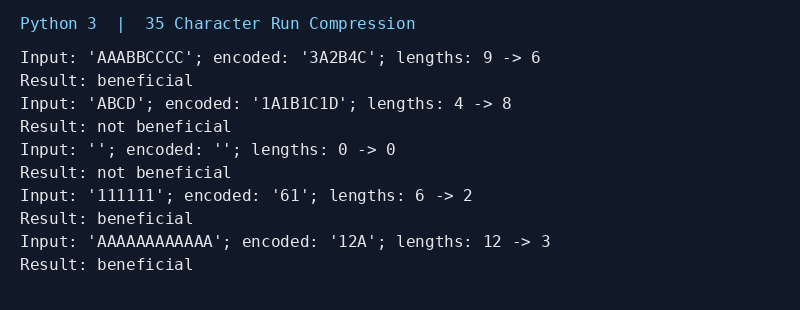 Python 3  |  35 Character Run Compression
Input: 'AAABBCCCC'; encoded: '3A2B4C'; lengths: 9 -> 6
Result: beneficial
Input: 'ABCD'; encoded: '1A1B1C1D'; lengths: 4 -> 8
Result: not beneficial
Input: ''; encoded: ''; lengths: 0 -> 0
Result: not beneficial
Input: '111111'; encoded: '61'; lengths: 6 -> 2
Result: beneficial
Input: 'AAAAAAAAAAAA'; encoded: '12A'; lengths: 12 -> 3
Result: beneficial